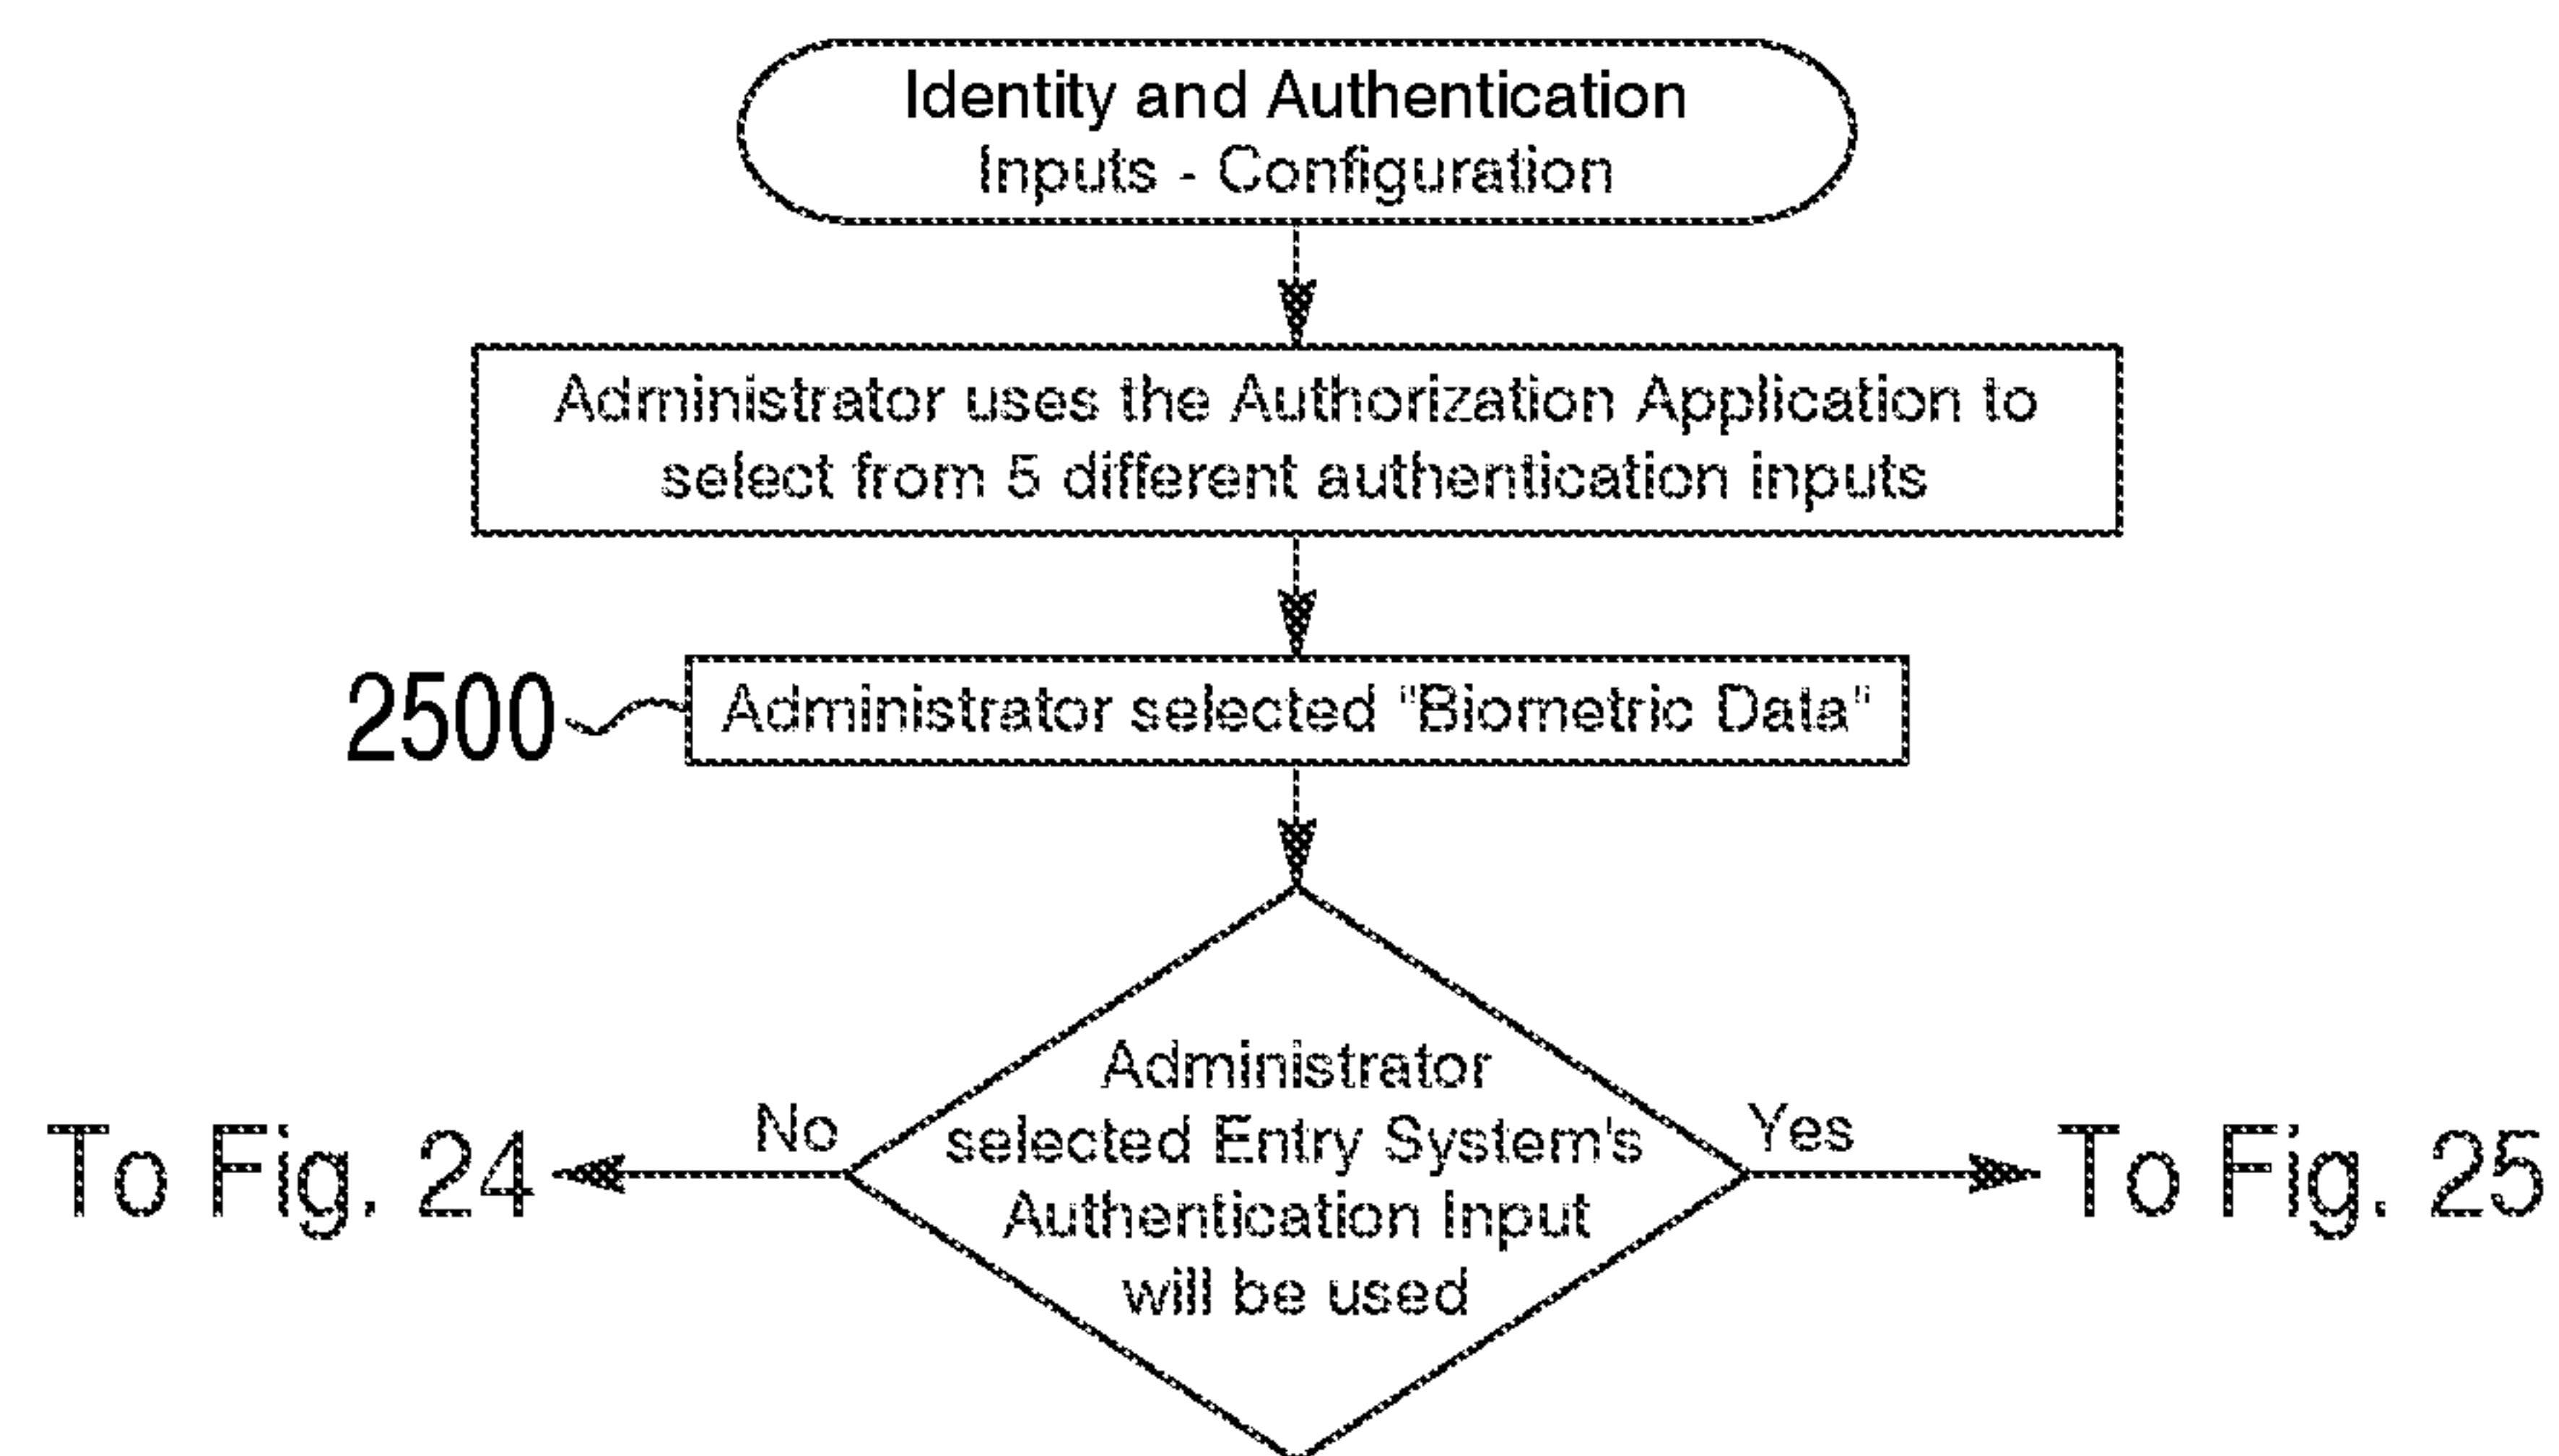 Identity and Authentication
Inputs - Configuration
Administrator uses the Authorization Application to
select from 5 different authentication inputs
2500
Administrator selected "Biometric Data"
Administrator
selected Entry System's
Authentication Input
will be used
No
To Fig. 24
Yes
To Fig. 25